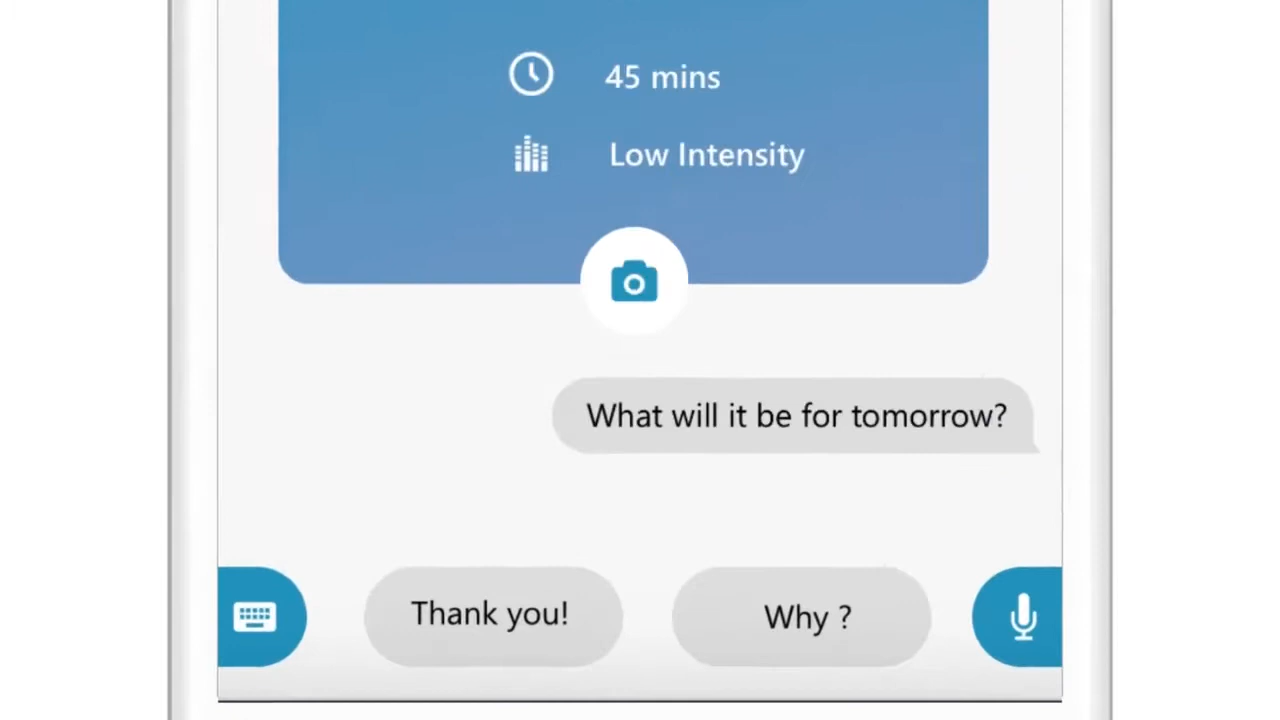 45 mins
Low Intensity
What will it be for tomorrow?
Thank you!
Why ?